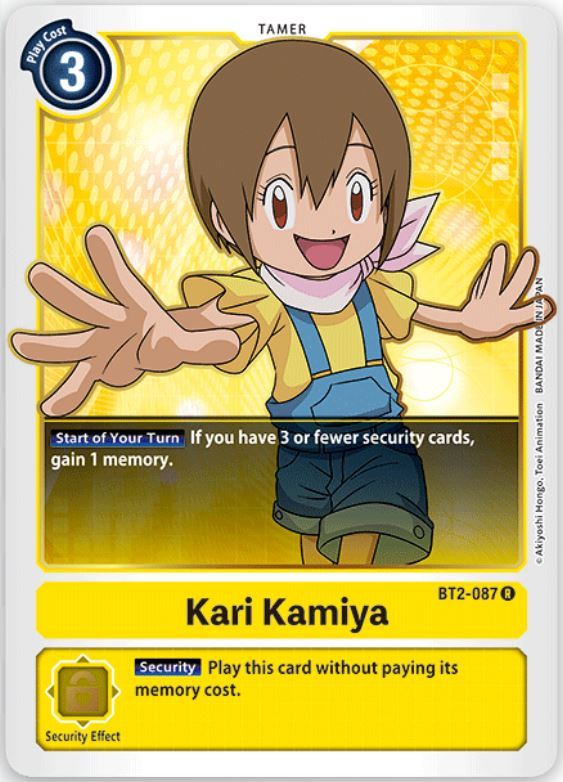 TAMER
Play Cost
3
Start of Your Turn If you have 3 or fewer security cards,
gain 1 memory.
© Akiyoshi Hongo, Toei Animation BANDAI MADE IN JAPAN
BT2-087 R
Kari Kamiya
Security Play this card without paying its
memory cost.
Security Effect